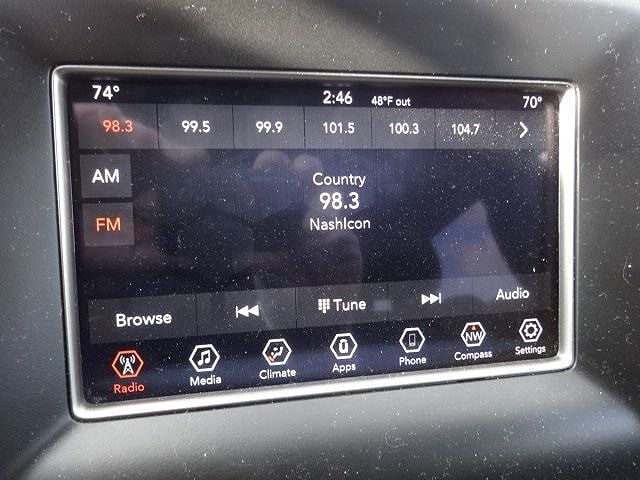 74° 2:46 48°F out 70°
98.3 99.5 99.9 101.5 100.3 104.7
AM
FM
Country
98.3
NashIcon
Browse Tune Audio
Radio Media Climate Apps Phone Compass Settings
NW